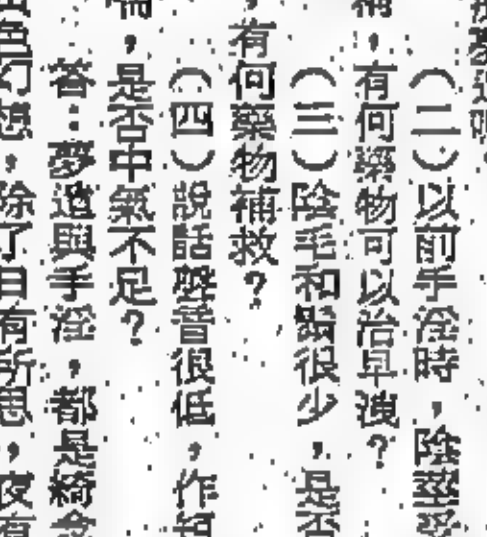 （二）以前手淫時，陰莖受
，有何藥物可以治早洩？
（三）陰毛和鬍很少，是否
，有何藥物補救？
（四）說話聲音很低，作
，是否中氣不足？
答：夢遺與手淫，都是綺念
色幻想，除了日有所思，夜有